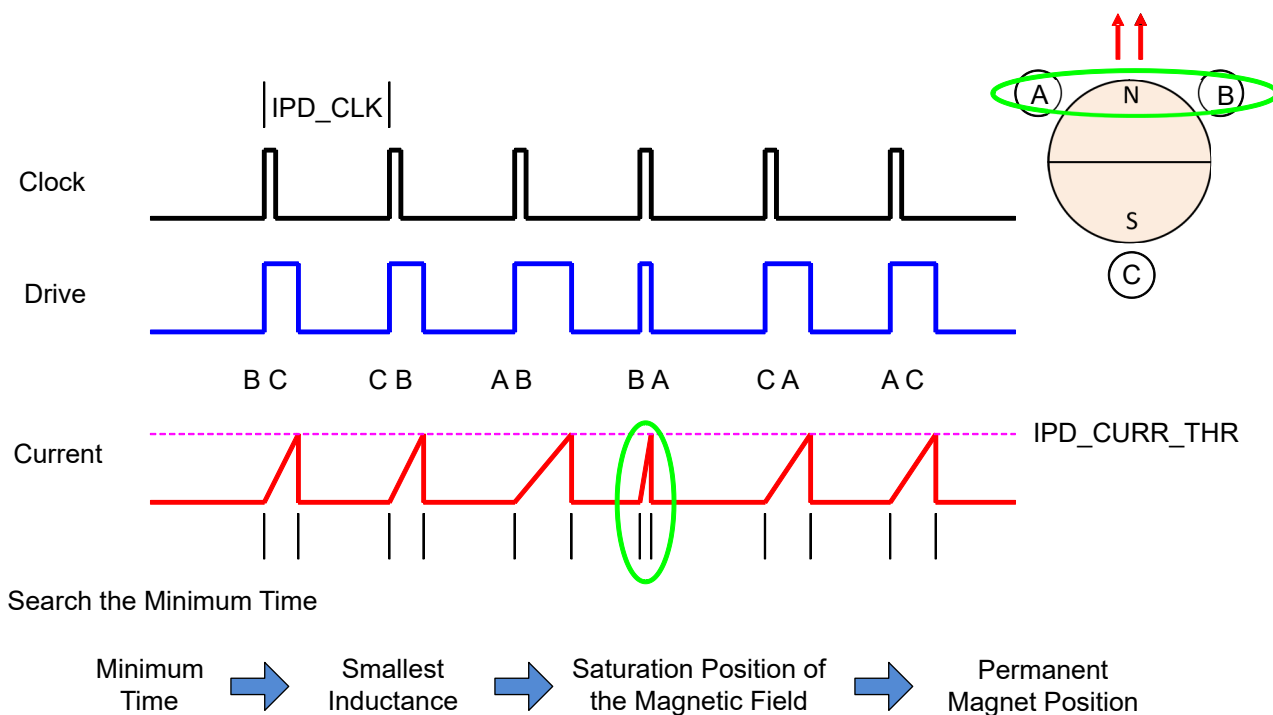 IPD_CLK
A
N
B
S
C
Clock
Drive
B C
C B
A B
B A
C A
A C
Current
IPD_CURR_THR
Search the Minimum Time
Minimum
Time
Smallest
Inductance
Saturation Position of
the Magnetic Field
Permanent
Magnet Position